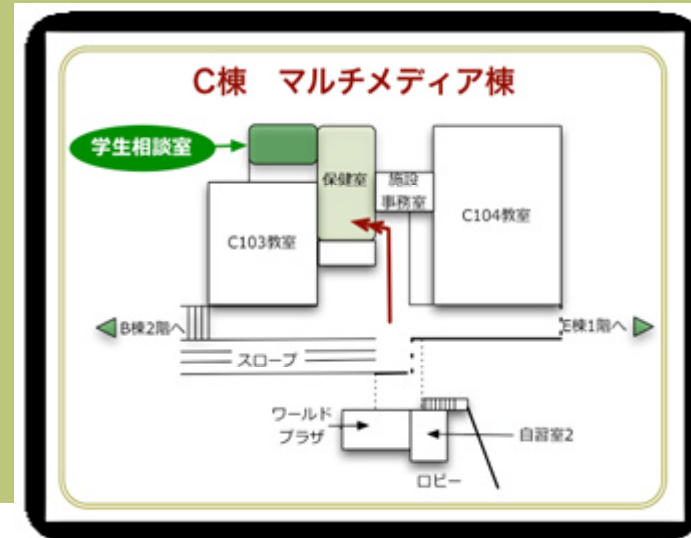 C棟　マルチメディア棟
学生相談室
保健室
施設
事務室
C103教室
C104教室
B棟2階へ
E棟1階へ
スロープ
ワールド
プラザ
自習室2
ロビー